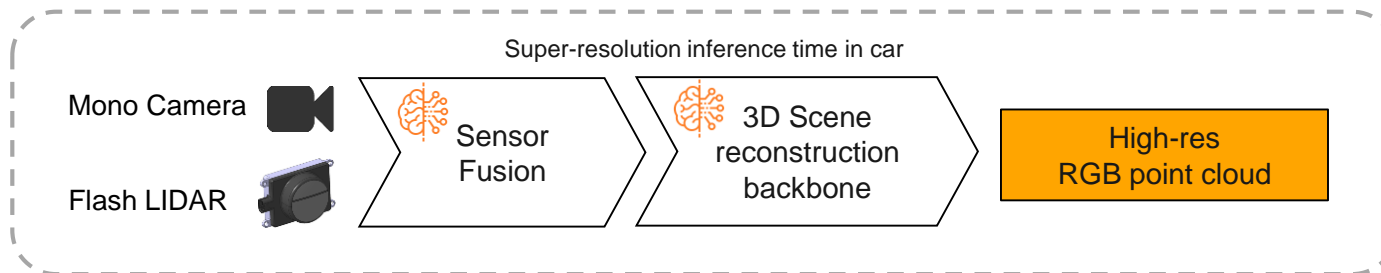 Super-resolution inference time in car
Mono Camera
Flash LIDAR
Sensor
Fusion
3D Scene
reconstruction
backbone
High-res
RGB point cloud